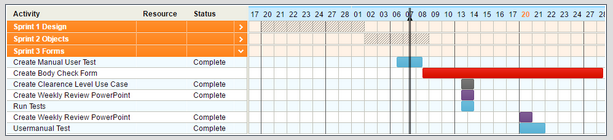 Activity Resource Status 17 20 21 22 23 24 27 28 01 02 03 06 08 09 10 13 14 15 16 17 20 21 22 23 24 27
Sprint 1 Design
Sprint 2 Objects
Sprint 3 Forms
Create Manual User Test Complete
Create Body Check Form
Create Clearence Level Use Case Complete
Create Weekly Review PowerPoint Complete
Run Tests
Create Weekly Review PowerPoint Complete
Usermanual Test Complete